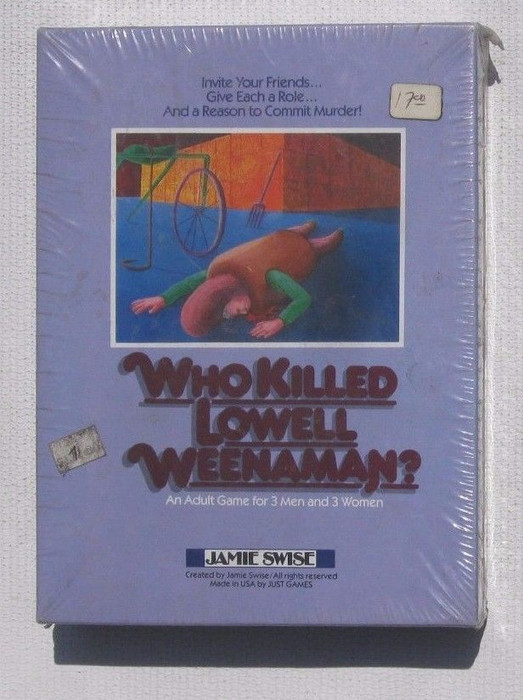 Invite Your Friends...
Give Each a Role...
And a Reason to Commit Murder!
17.00
WHO KILLED
LOWELL
WEENAMAN?
An Adult Game for 3 Men and 3 Women
JAMIE SWISE
Created by Jamie Swise/All rights reserved
Made in USA by JUST GAMES